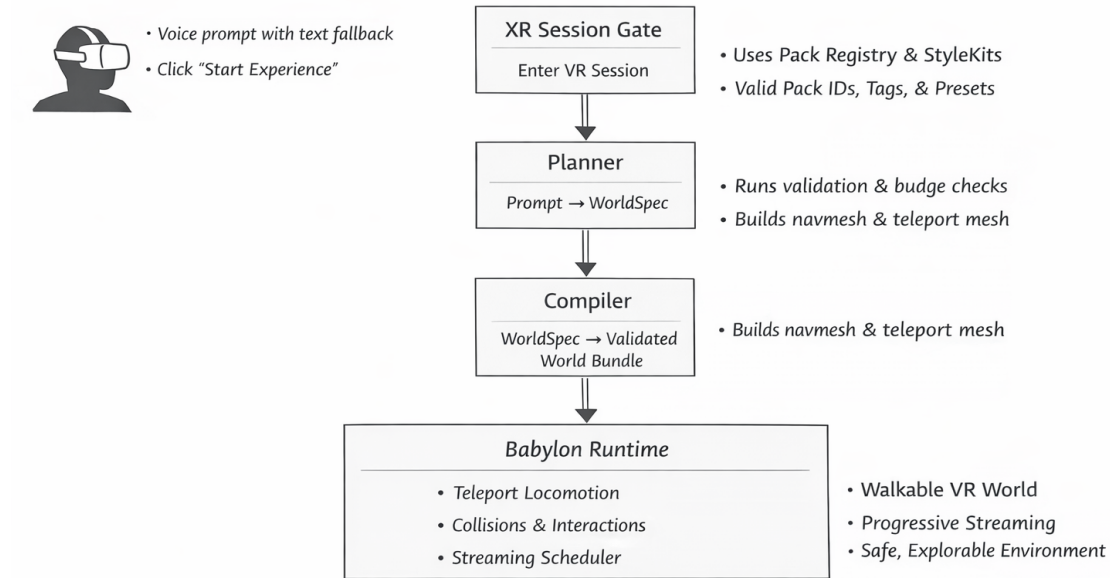 • Voice prompt with text fallback
• Click “Start Experience”
XR Session Gate
Enter VR Session
• Uses Pack Registry & StyleKits
• Valid Pack IDs, Tags, & Presets
Planner
Prompt → WorldSpec
• Runs validation & budge checks
• Builds navmesh & teleport mesh
Compiler
WorldSpec → Validated
World Bundle
• Builds navmesh & teleport mesh
Babylon Runtime
• Teleport Locomotion
• Collisions & Interactions
• Streaming Scheduler
• Walkable VR World
• Progressive Streaming
• Safe, Explorable Environment